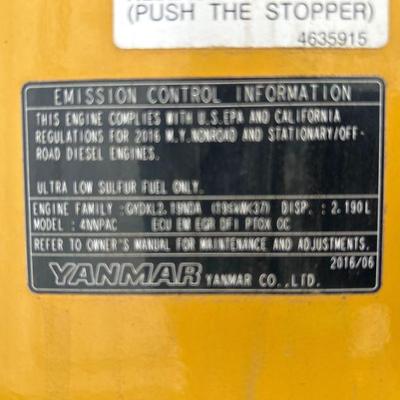 (PUSH THE STOPPER)
4635915
EMISSION CONTROL INFORMATION
THIS ENGINE COMPLIES WITH U.S.EPA AND CALIFORNIA
REGULATIONS FOR 2016 M.Y.NONROAD AND STATIONARY/OFF-
ROAD DIESEL ENGINES.
ULTRA LOW SULFUR FUEL ONLY.
ENGINE FAMILY : GYDXL2.19NDA (19≤kW<37) DISP. : 2.190L
MODEL : 4NNPAC ECU EM EGR DFI PTOX OC
REFER TO OWNER'S MANUAL FOR MAINTENANCE AND ADJUSTMENTS.
2016/06
YANMAR YANMAR CO.,LTD.